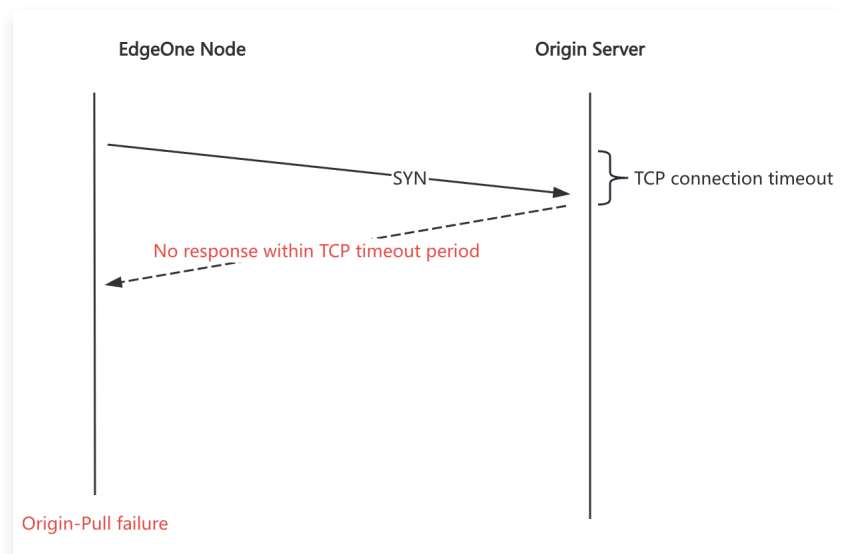 EdgeOne Node
Origin Server
SYN
TCP connection timeout
No response within TCP timeout period
Origin-Pull failure